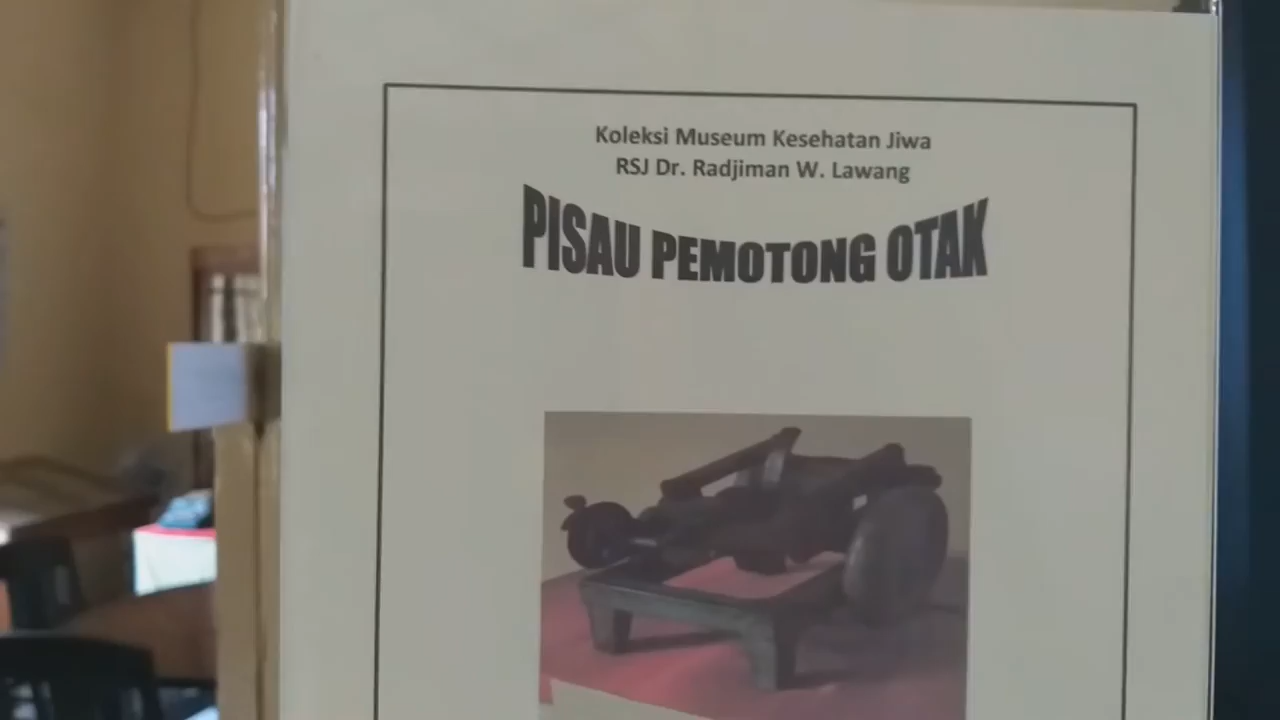 Koleksi Museum Kesehatan Jiwa
RSJ Dr. Radjiman W. Lawang
PISAU PEMOTONG OTAK